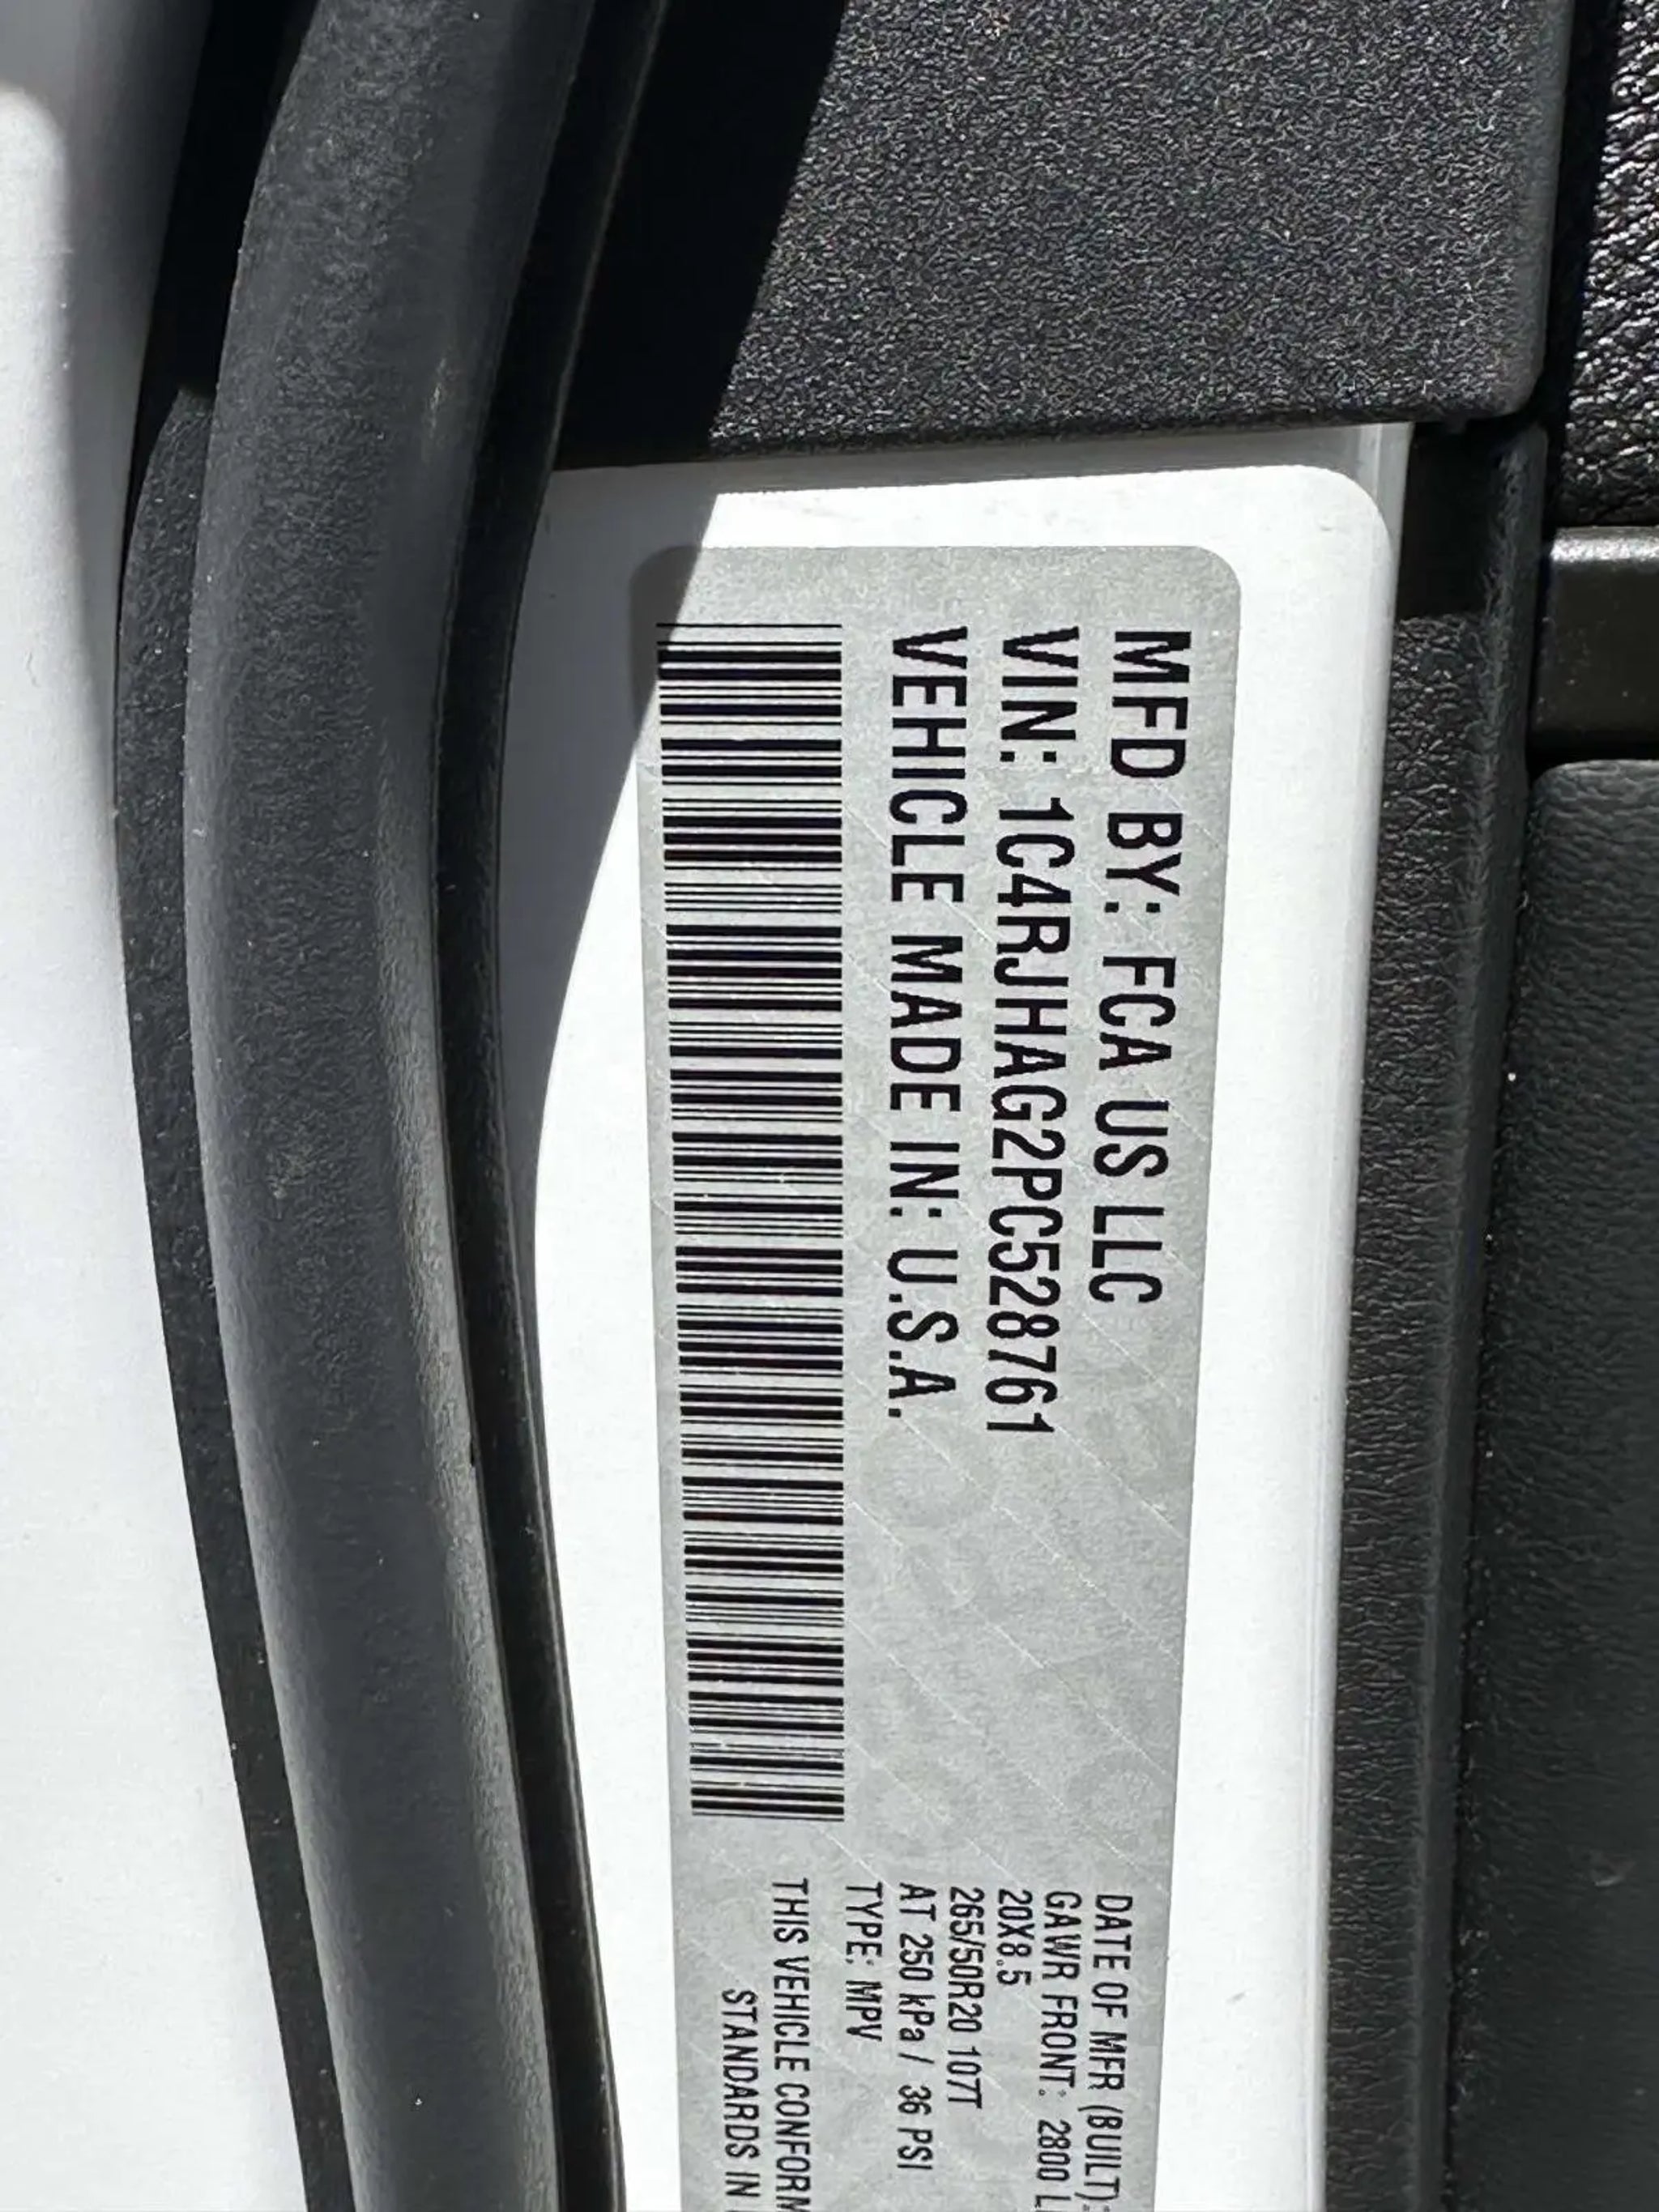 MFD BY: FCA US LLC
VIN: 1C4RJHAG2PC528761
VEHICLE MADE IN: U.S.A.
DATE OF MFR (BUILT):
GAWR FRONT: 2800 L
20X8.5
265/50R20 107T
AT 250 kPa / 36 PSI
TYPE: MPV
THIS VEHICLE CONFORM
STANDARDS IN